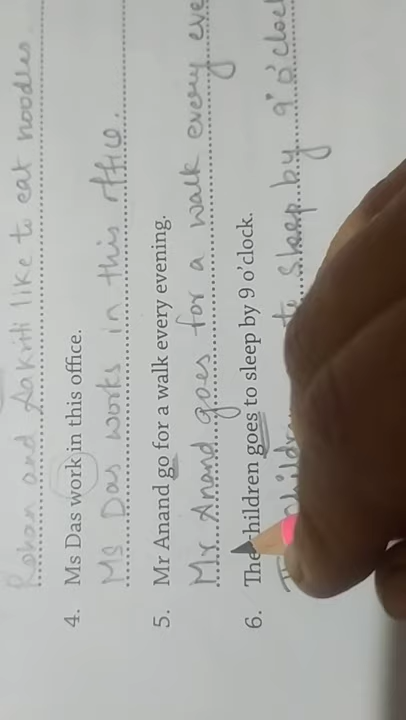 Rohan and Aakriti like to eat noodles
4. Ms Das work in this office.
Ms Das works in this office.
5. Mr Anand go for a walk every evening.
Mr Anand goes for a walk every eve
6. The children goes to sleep by 9 o'clock.
to sleep by 9 o'cloc